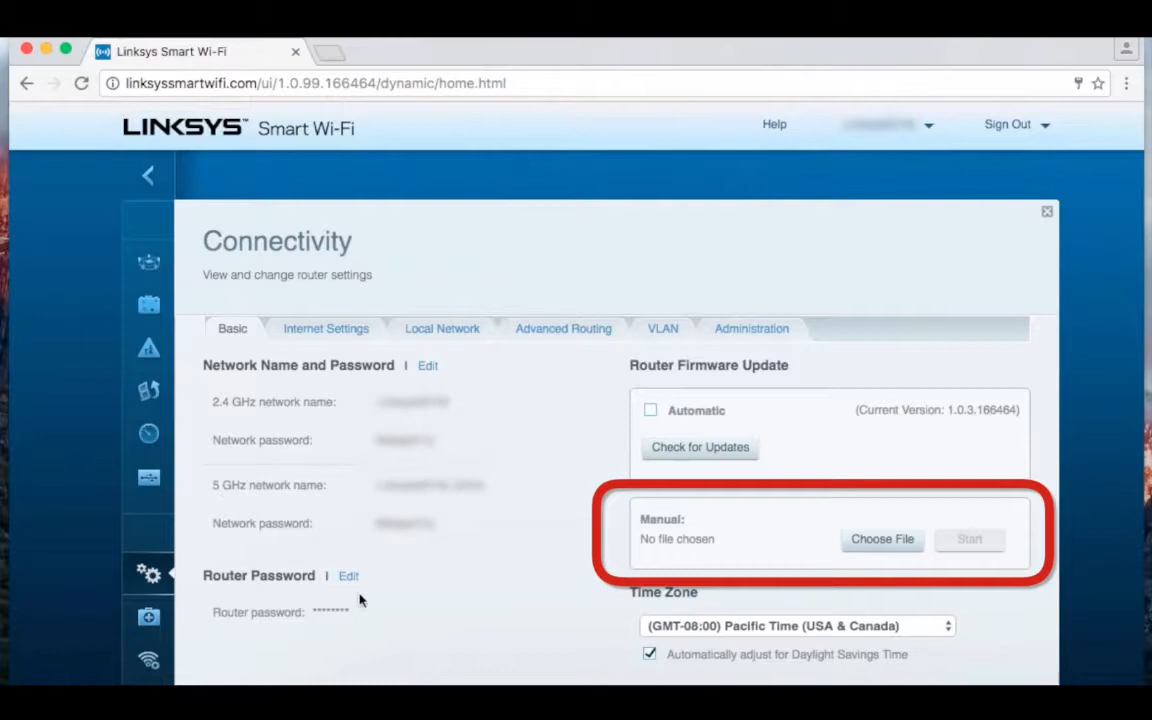 Linksys Smart Wi-Fi
linksyssmartwifi.com/ui/1.0.99.166464/dynamic/home.html
LINKSYS™ Smart Wi-Fi
Help
Sign Out
Connectivity
View and change router settings
Basic
Internet Settings
Local Network
Advanced Routing
VLAN
Administration
Network Name and Password | Edit
2.4 GHz network name:
Network password:
5 GHz network name:
Network password:
Router Password | Edit
Router password: ********
Router Firmware Update
Automatic
(Current Version: 1.0.3.166464)
Check for Updates
Manual:
No file chosen
Choose File
Start
Time Zone
(GMT-08:00) Pacific Time (USA & Canada)
Automatically adjust for Daylight Savings Time